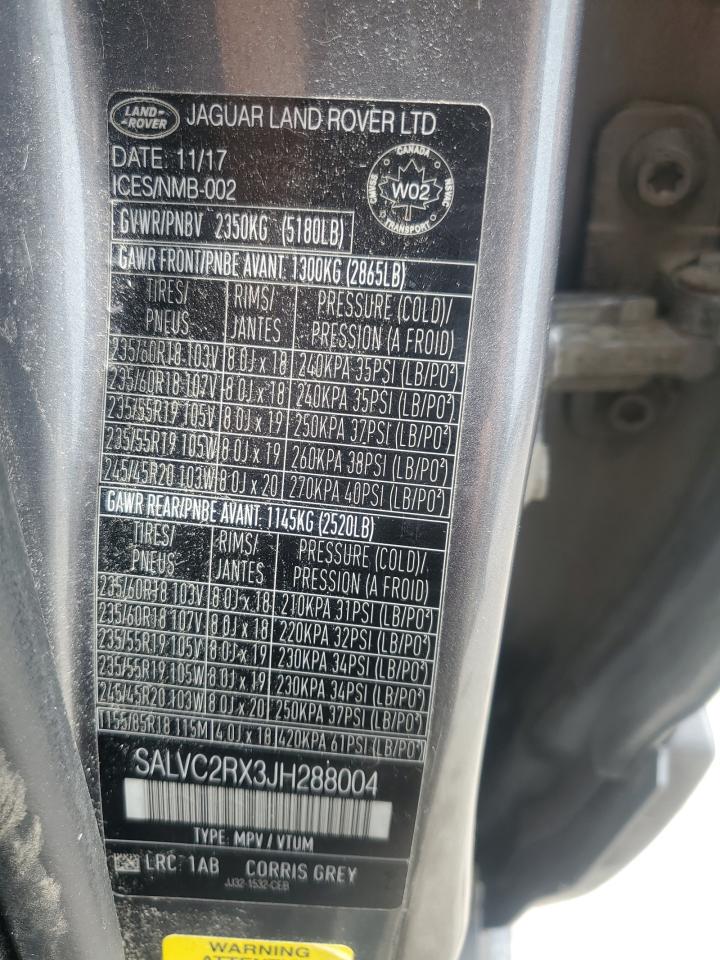 LAND-
-ROVER
JAGUAR LAND ROVER LTD
DATE: 11/17
ICES/NMB-002
CANADA
W02
TRANSPORT
GVWR/PNBV 2350KG (5180LB)
GAWR FRONT/PNBE AVANT: 1300KG (2865LB)
TIRES/ RIMS/ PRESSURE (COLD)/
PNEUS JANTES PRESSION (A FROID)
235/60R18 103V 8.0J x 18 240KPA 35PSI (LB/PO²)
235/60R18 107V 8.0J x 18 240KPA 35PSI (LB/PO²)
235/55R19 105V 8.0J x 19 250KPA 37PSI (LB/PO²)
235/55R19 105W 8.0J x 19 260KPA 38PSI (LB/PO²)
245/45R20 103W 8.0J x 20 270KPA 40PSI (LB/PO²)
GAWR REAR/PNBE AVANT: 1145KG (2520LB)
TIRES/ RIMS/ PRESSURE (COLD)/
PNEUS JANTES PRESSION (A FROID)
235/60R18 103V 8.0J x 18 210KPA 31PSI (LB/PO²)
235/60R18 107V 8.0J x 18 220KPA 32PSI (LB/PO²)
235/55R19 105V 8.0J x 19 230KPA 34PSI (LB/PO²)
235/55R19 105W 8.0J x 19 230KPA 34PSI (LB/PO²)
245/45R20 103W 8.0J x 20 250KPA 37PSI (LB/PO²)
T155/85R18 115M 4.0J x 18 420KPA 61PSI (LB/PO²)
SALVC2RX3JH288004
TYPE: MPV / VTUM
LRC: 1AB CORRIS GREY
JJ32-1532-CEB
WARNING